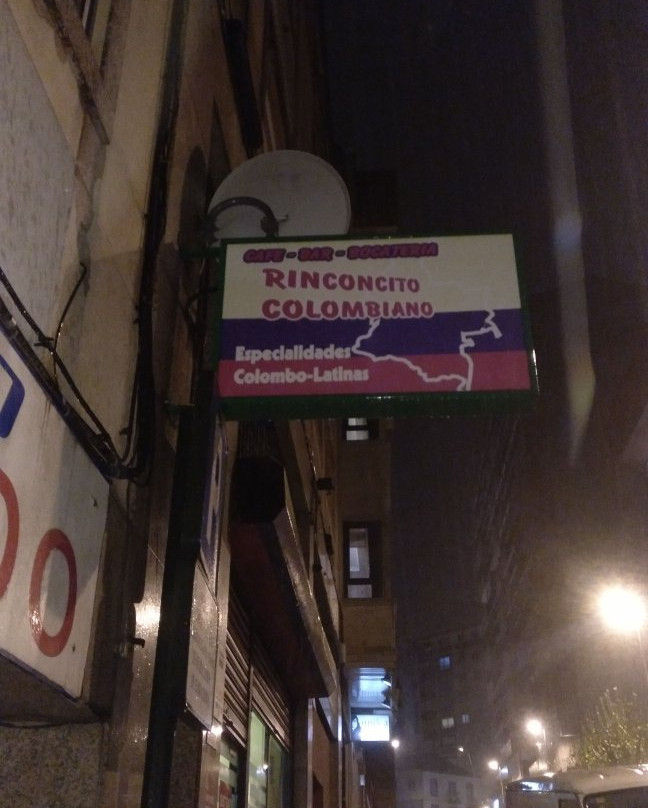 CAFE - BAR - BOCATERIA
RINCONCITO
COLOMBIANO
Especialidades
Colombo-Latinas